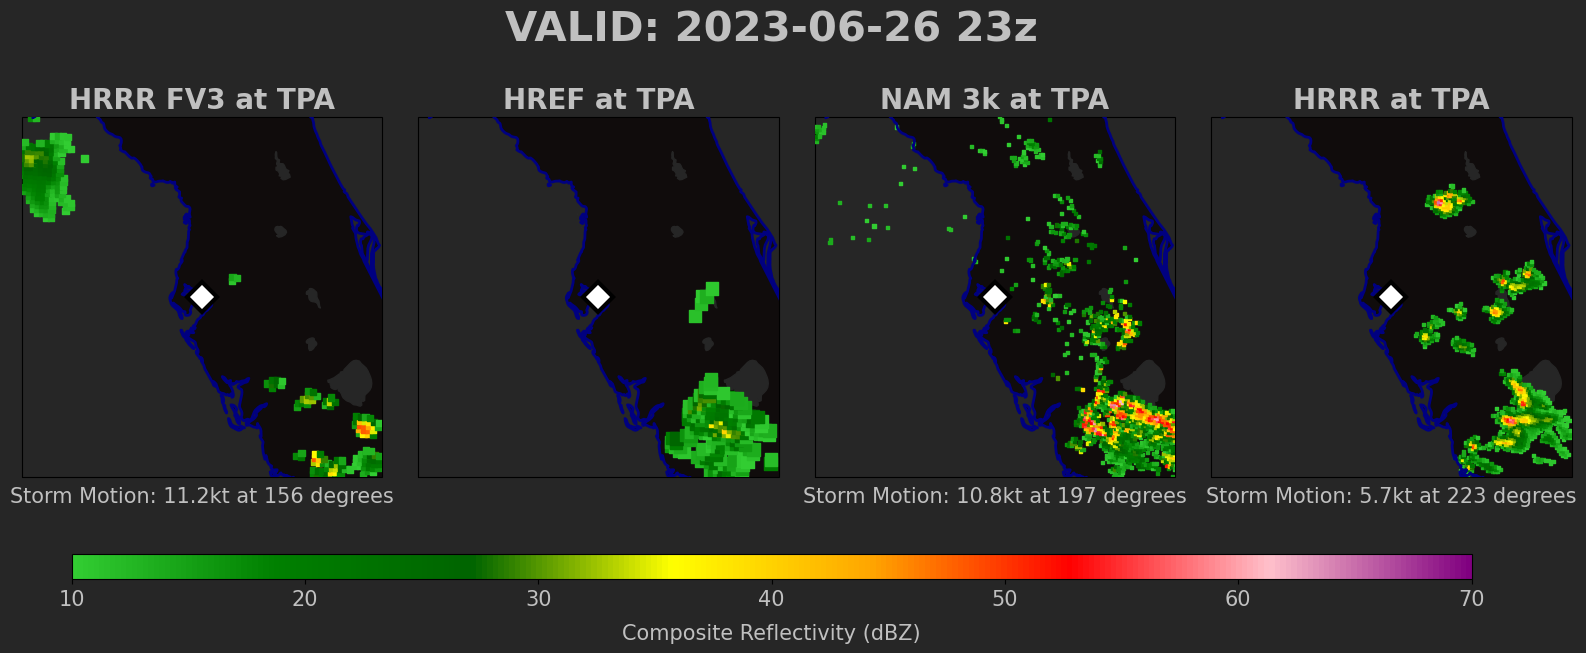 VALID: 2023-06-26 23z
HRRR FV3 at TPA
HREF at TPA
NAM 3k at TPA
HRRR at TPA
Storm Motion: 11.2kt at 156 degrees
Storm Motion: 10.8kt at 197 degrees
Storm Motion: 5.7kt at 223 degrees
10 20 30 40 50 60 70
Composite Reflectivity (dBZ)